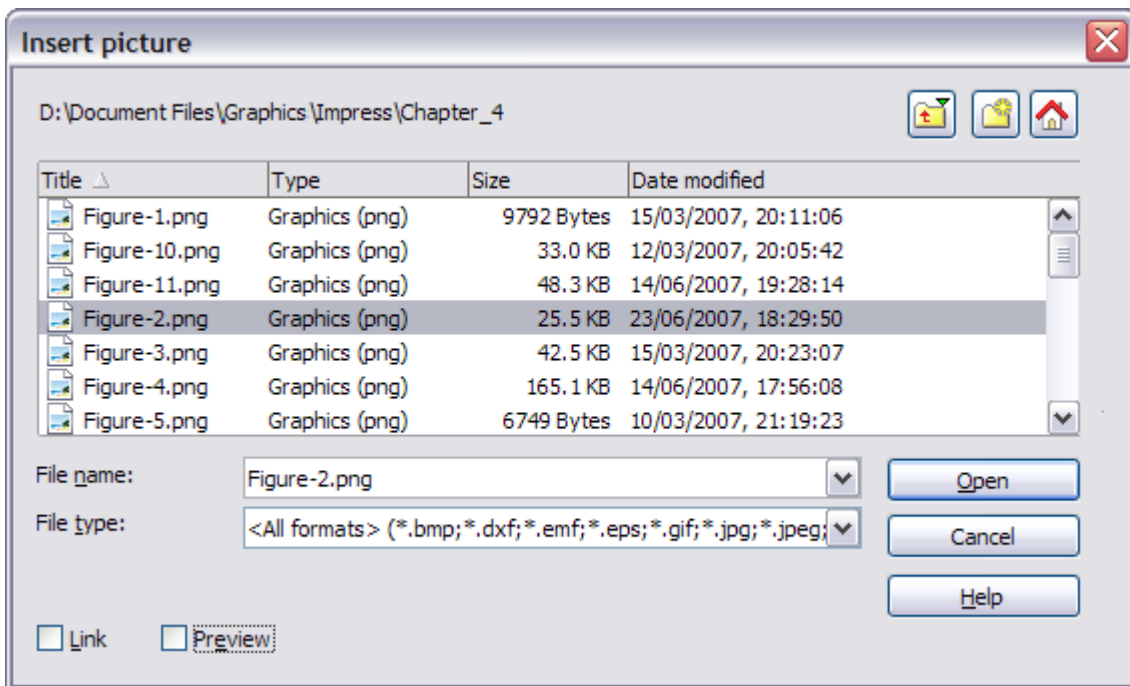 Insert picture
D:\Document Files\Graphics\Impress\Chapter_4
Title Type Size Date modified
Figure-1.png Graphics (png) 9792 Bytes 15/03/2007, 20:11:06
Figure-10.png Graphics (png) 33.0 KB 12/03/2007, 20:05:42
Figure-11.png Graphics (png) 48.3 KB 14/06/2007, 19:28:14
Figure-2.png Graphics (png) 25.5 KB 23/06/2007, 18:29:50
Figure-3.png Graphics (png) 42.5 KB 15/03/2007, 20:23:07
Figure-4.png Graphics (png) 165.1 KB 14/06/2007, 17:56:08
Figure-5.png Graphics (png) 6749 Bytes 10/03/2007, 21:19:23
File name: Figure-2.png Open
File type: <All formats> (*.bmp;*.dxf;*.emf;*.eps;*.gif;*.jpg;*.jpeg; Cancel
Help
Link Preview